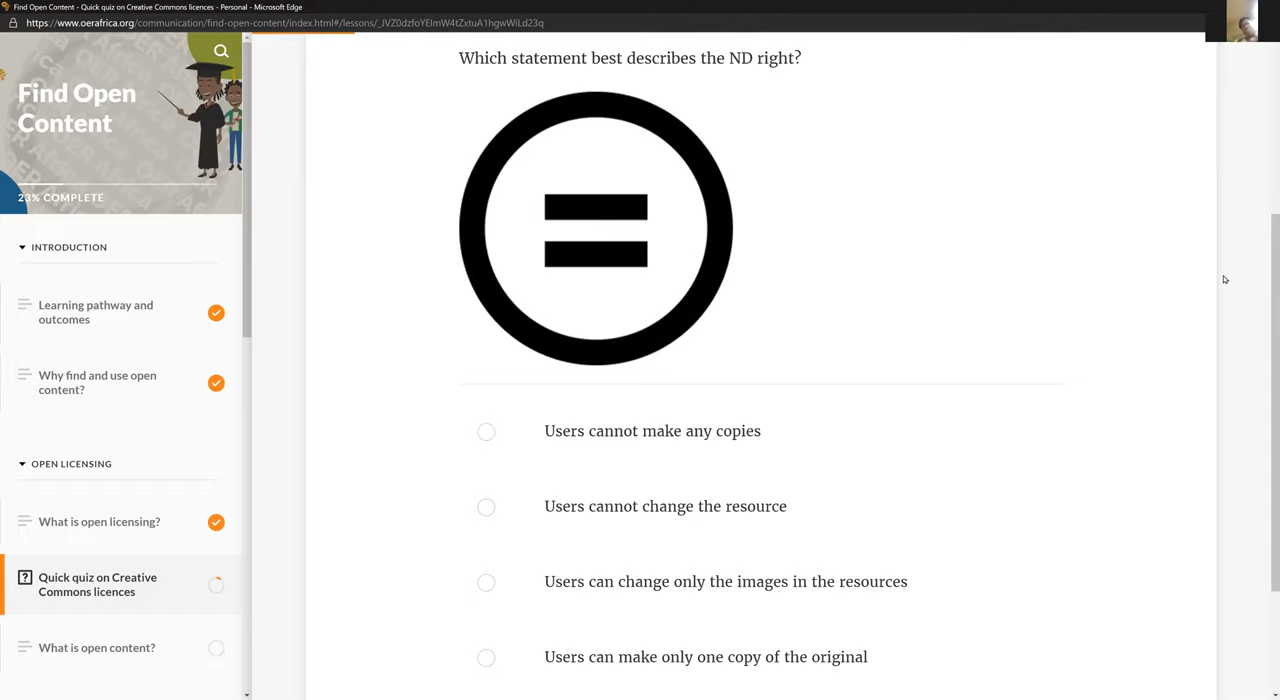 Find Open Content - Quick quiz on Creative Commons licences - Personal - Microsoft Edge
https://www.oerafrica.org/communication/find-open-content/index.html#/lessons/_JVZ0dzfoYElmW4tZxtuA1hgwWiLd23q
Find Open
Content
23% COMPLETE
INTRODUCTION
Learning pathway and
outcomes
Why find and use open
content?
OPEN LICENSING
What is open licensing?
Quick quiz on Creative
Commons licences
What is open content?
Which statement best describes the ND right?
Users cannot make any copies
Users cannot change the resource
Users can change only the images in the resources
Users can make only one copy of the original